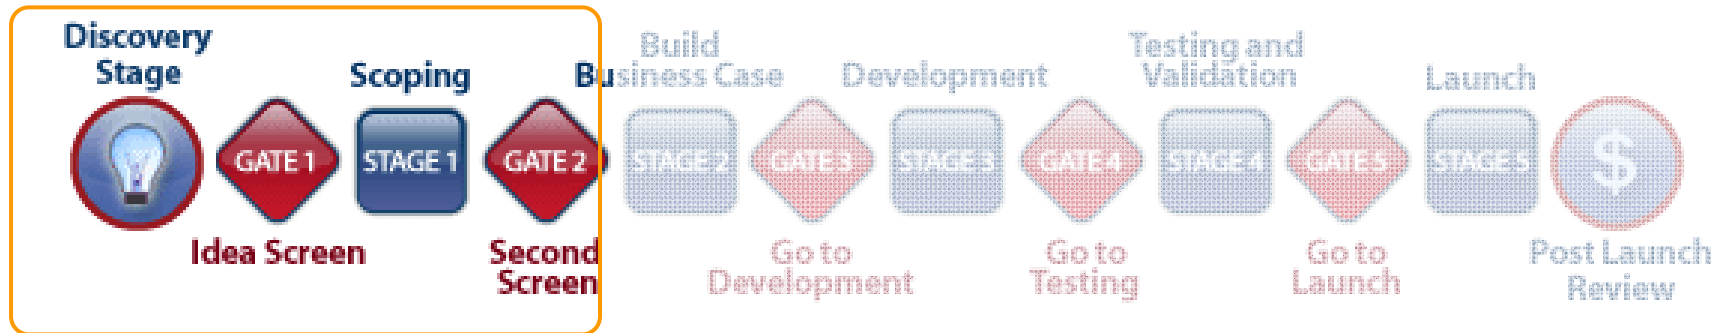 Discovery
Stage
Scoping
Build
Business Case
Development
Testing and
Validation
Launch
GATE 1
STAGE 1
GATE 2
STAGE 2
GATE 3
STAGE 3
GATE 4
STAGE 4
GATE 5
STAGE 5
$
Idea Screen
Second
Screen
Go to
Development
Go to
Testing
Go to
Launch
Post Launch
Review